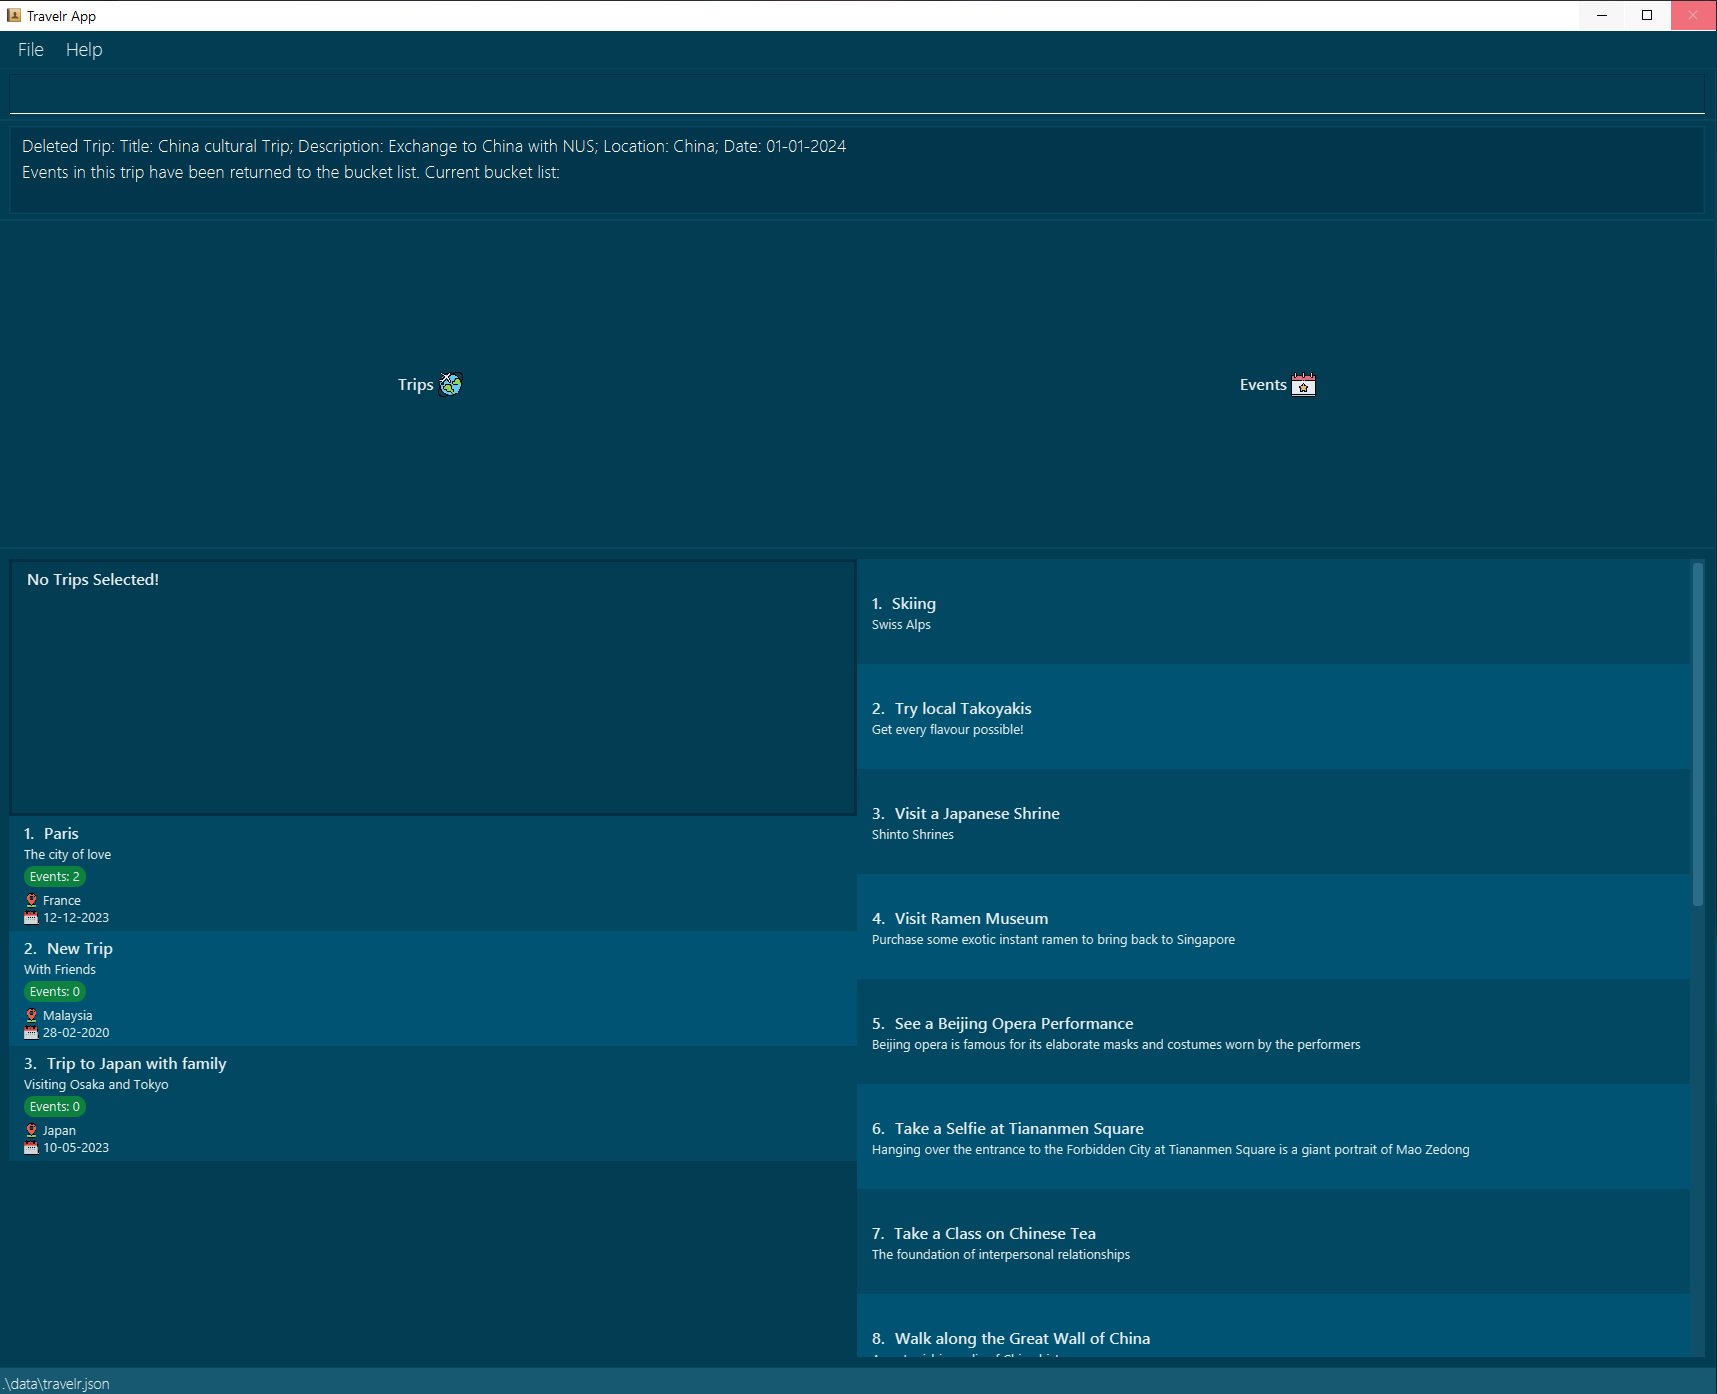 Travelr App
File Help
Deleted Trip: Title: China cultural Trip; Description: Exchange to China with NUS; Location: China; Date: 01-01-2024
Events in this trip have been returned to the bucket list. Current bucket list:
Trips
Events
No Trips Selected!
1. Paris
The city of love
Events: 2
France
12-12-2023
2. New Trip
With Friends
Events: 0
Malaysia
28-02-2020
3. Trip to Japan with family
Visiting Osaka and Tokyo
Events: 0
Japan
10-05-2023
1. Skiing
Swiss Alps
2. Try local Takoyakis
Get every flavour possible!
3. Visit a Japanese Shrine
Shinto Shrines
4. Visit Ramen Museum
Purchase some exotic instant ramen to bring back to Singapore
5. See a Beijing Opera Performance
Beijing opera is famous for its elaborate masks and costumes worn by the performers
6. Take a Selfie at Tiananmen Square
Hanging over the entrance to the Forbidden City at Tiananmen Square is a giant portrait of Mao Zedong
7. Take a Class on Chinese Tea
The foundation of interpersonal relationships
8. Walk along the Great Wall of China
.\data\travelr.json